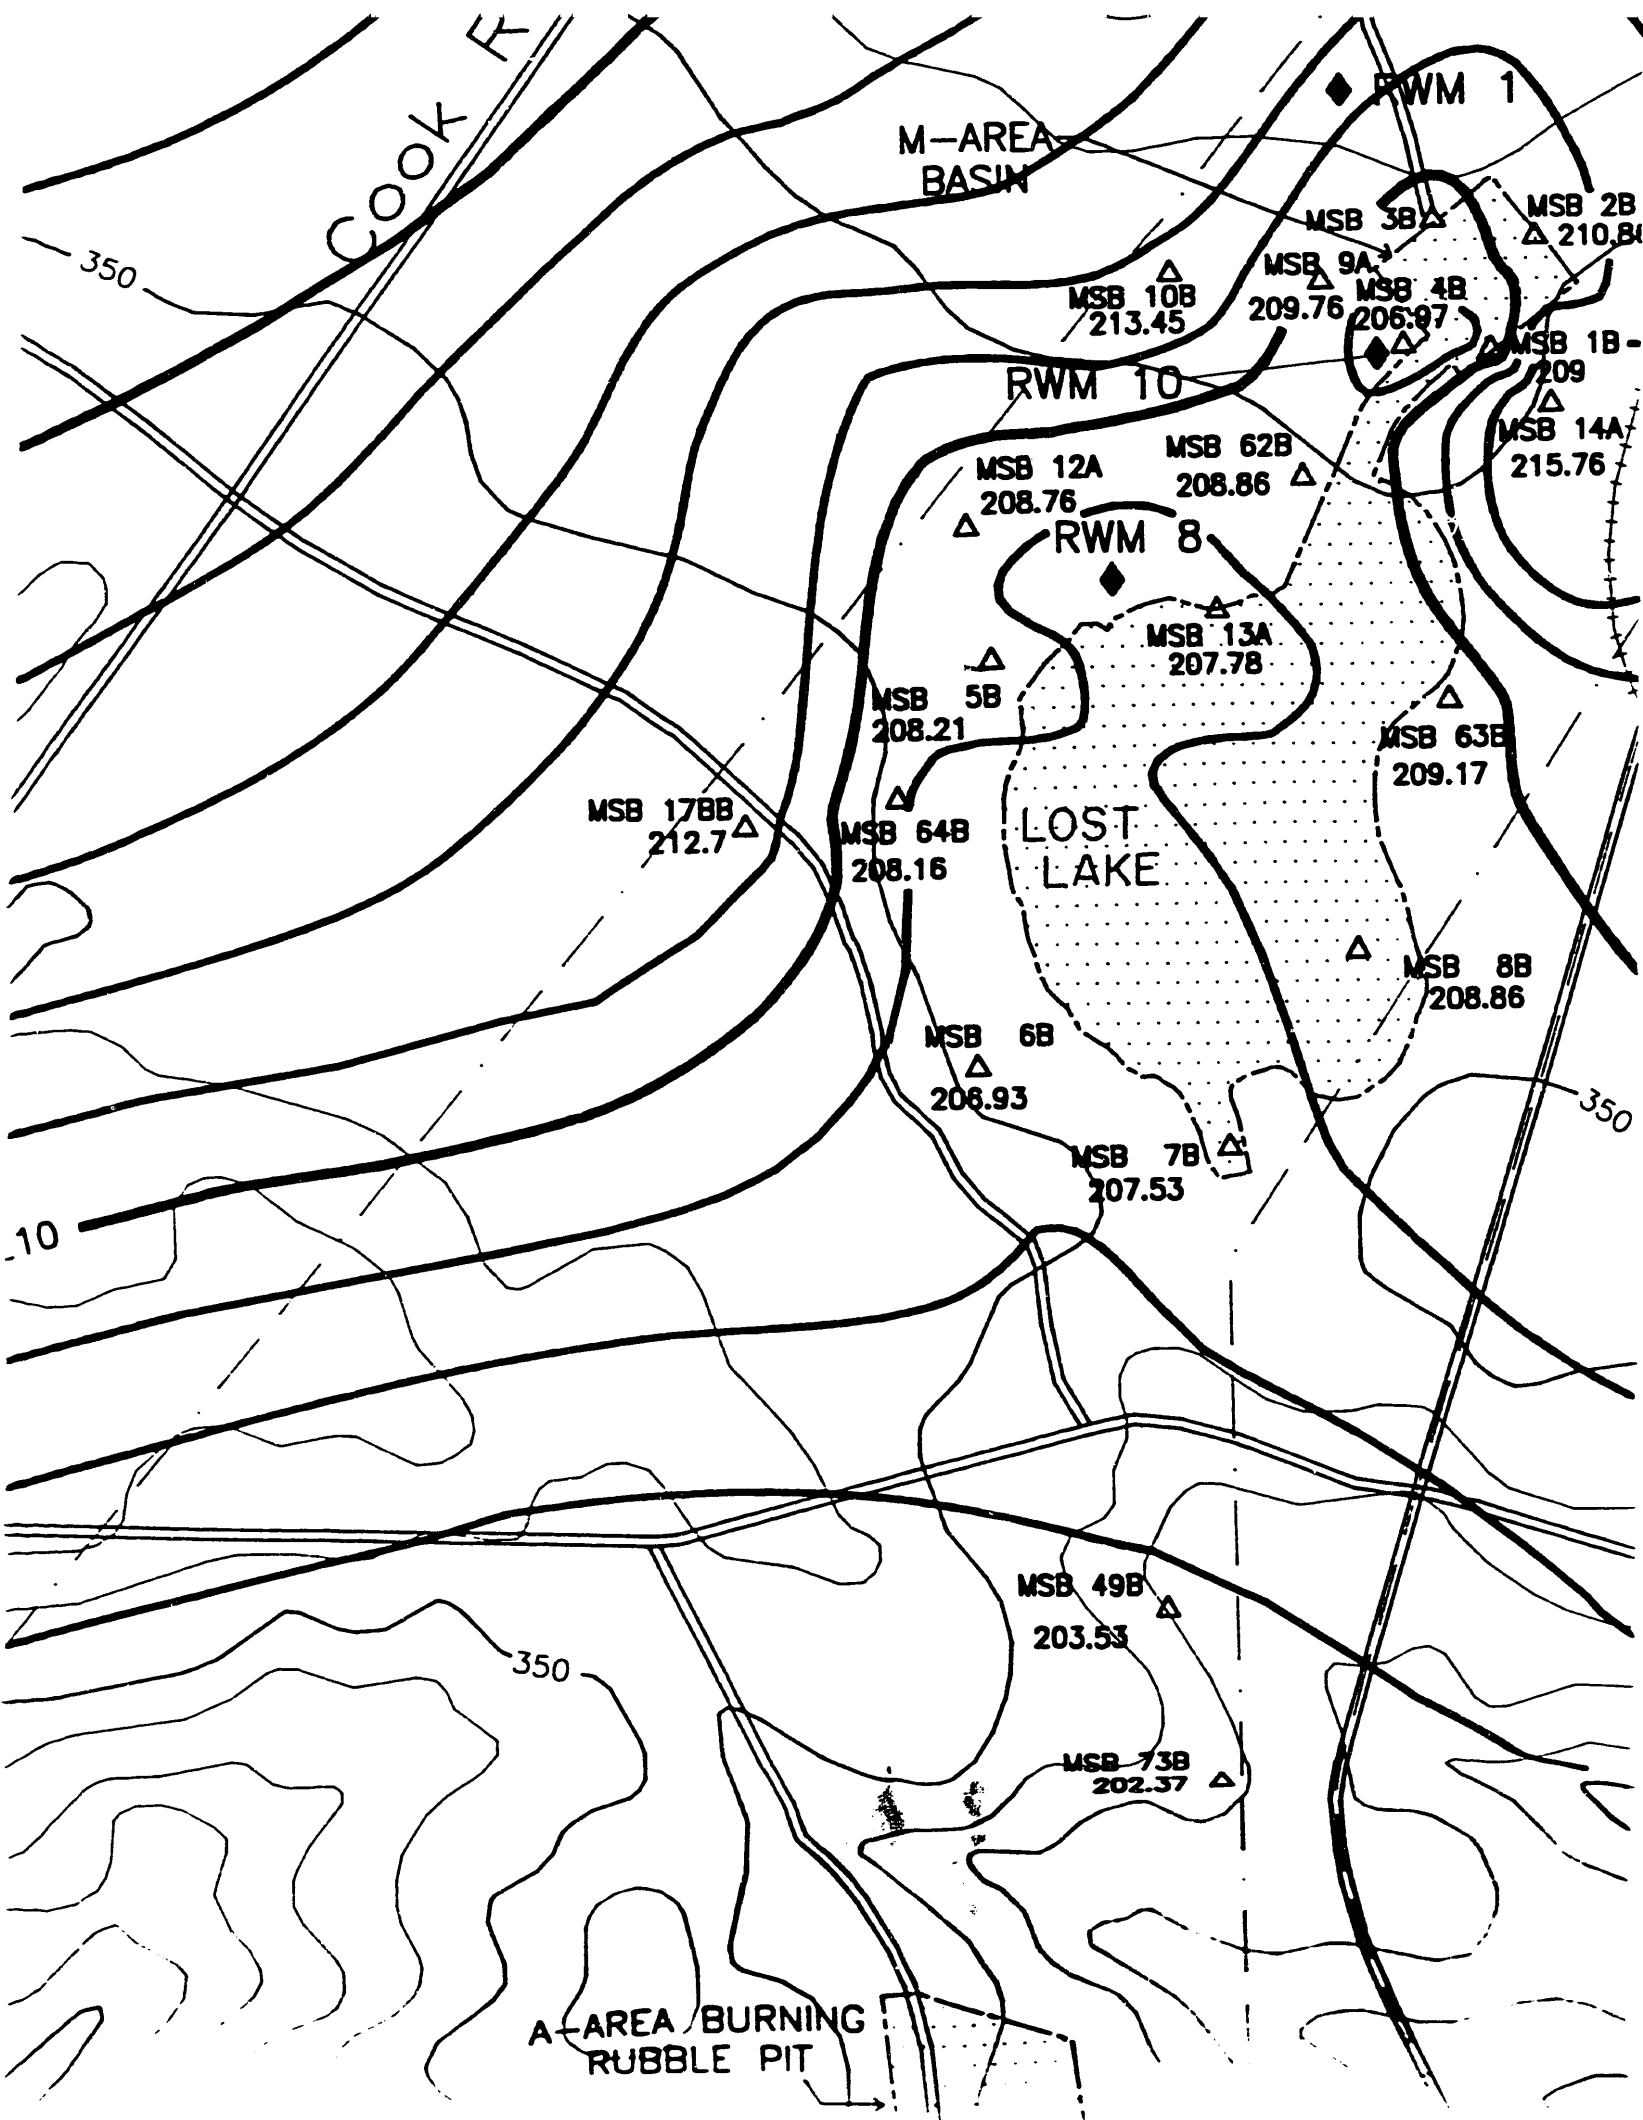 COOK R
RWM 1
M-AREA
BASIN
MSB 3B
MSB 2B
210.8
350
MSB 9A
209.76
MSB 10B
213.45
MSB 4B
206.97
MSB 1B-
209
RWM 10
MSB 14A
215.76
MSB 62B
208.86
MSB 12A
208.76
RWM 8
MSB 13A
207.78
MSB 5B
208.21
MSB 63B
209.17
MSB 17BB
212.7
MSB 64B
208.16
LOST
LAKE
MSB 8B
208.86
MSB 6B
206.93
350
MSB 7B
207.53
10
MSB 49B
203.53
350
MSB 73B
202.37
A-AREA BURNING
RUBBLE PIT